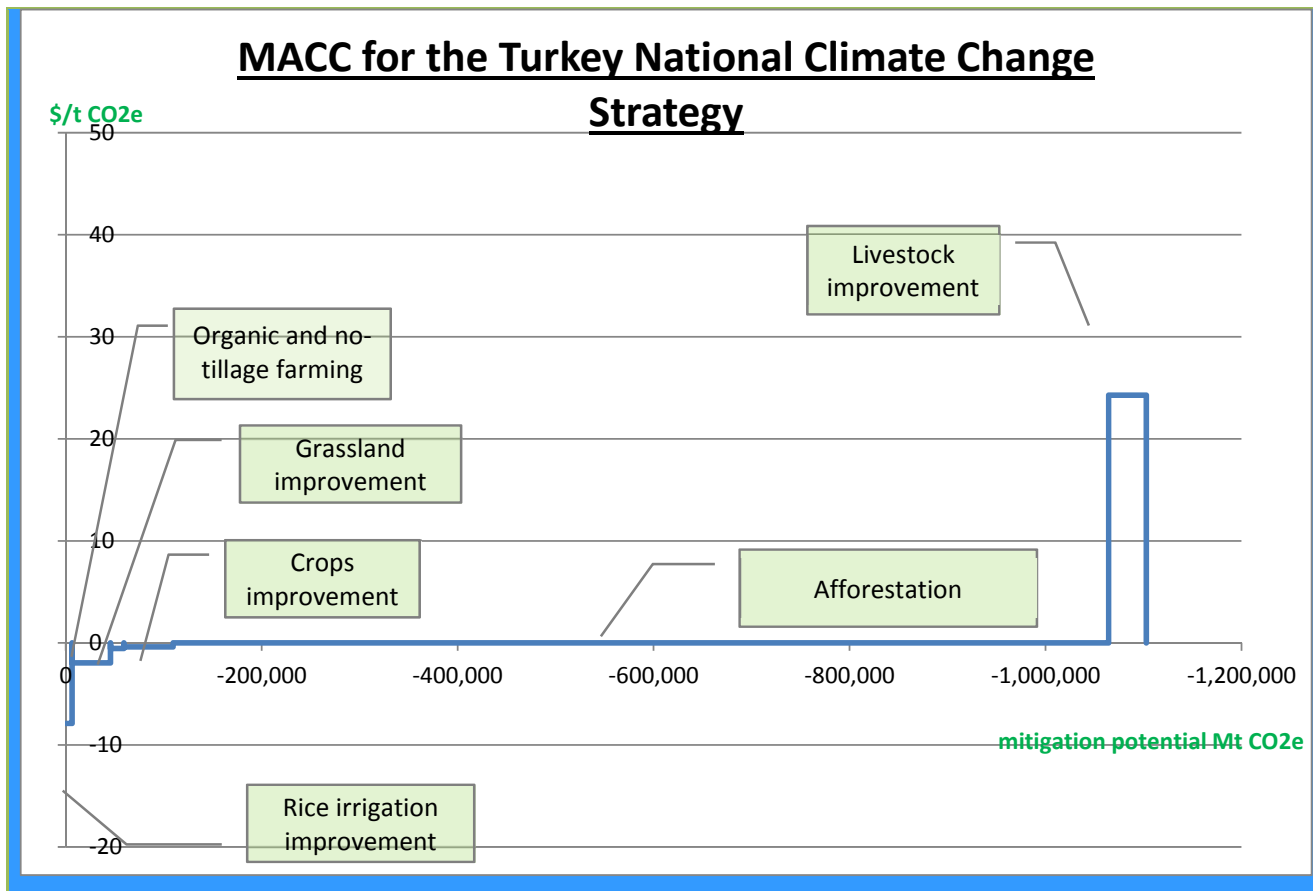 MACC for the Turkey National Climate Change
Strategy
$/t CO2e
50
40
30
20
10
0
-10
-20
Livestock
improvement
Organic and no-
tillage farming
Grassland
improvement
Crops
improvement
Afforestation
0
-200,000
-400,000
-600,000
-800,000
-1,000,000
-1,200,000
mitigation potential Mt CO2e
Rice irrigation
improvement